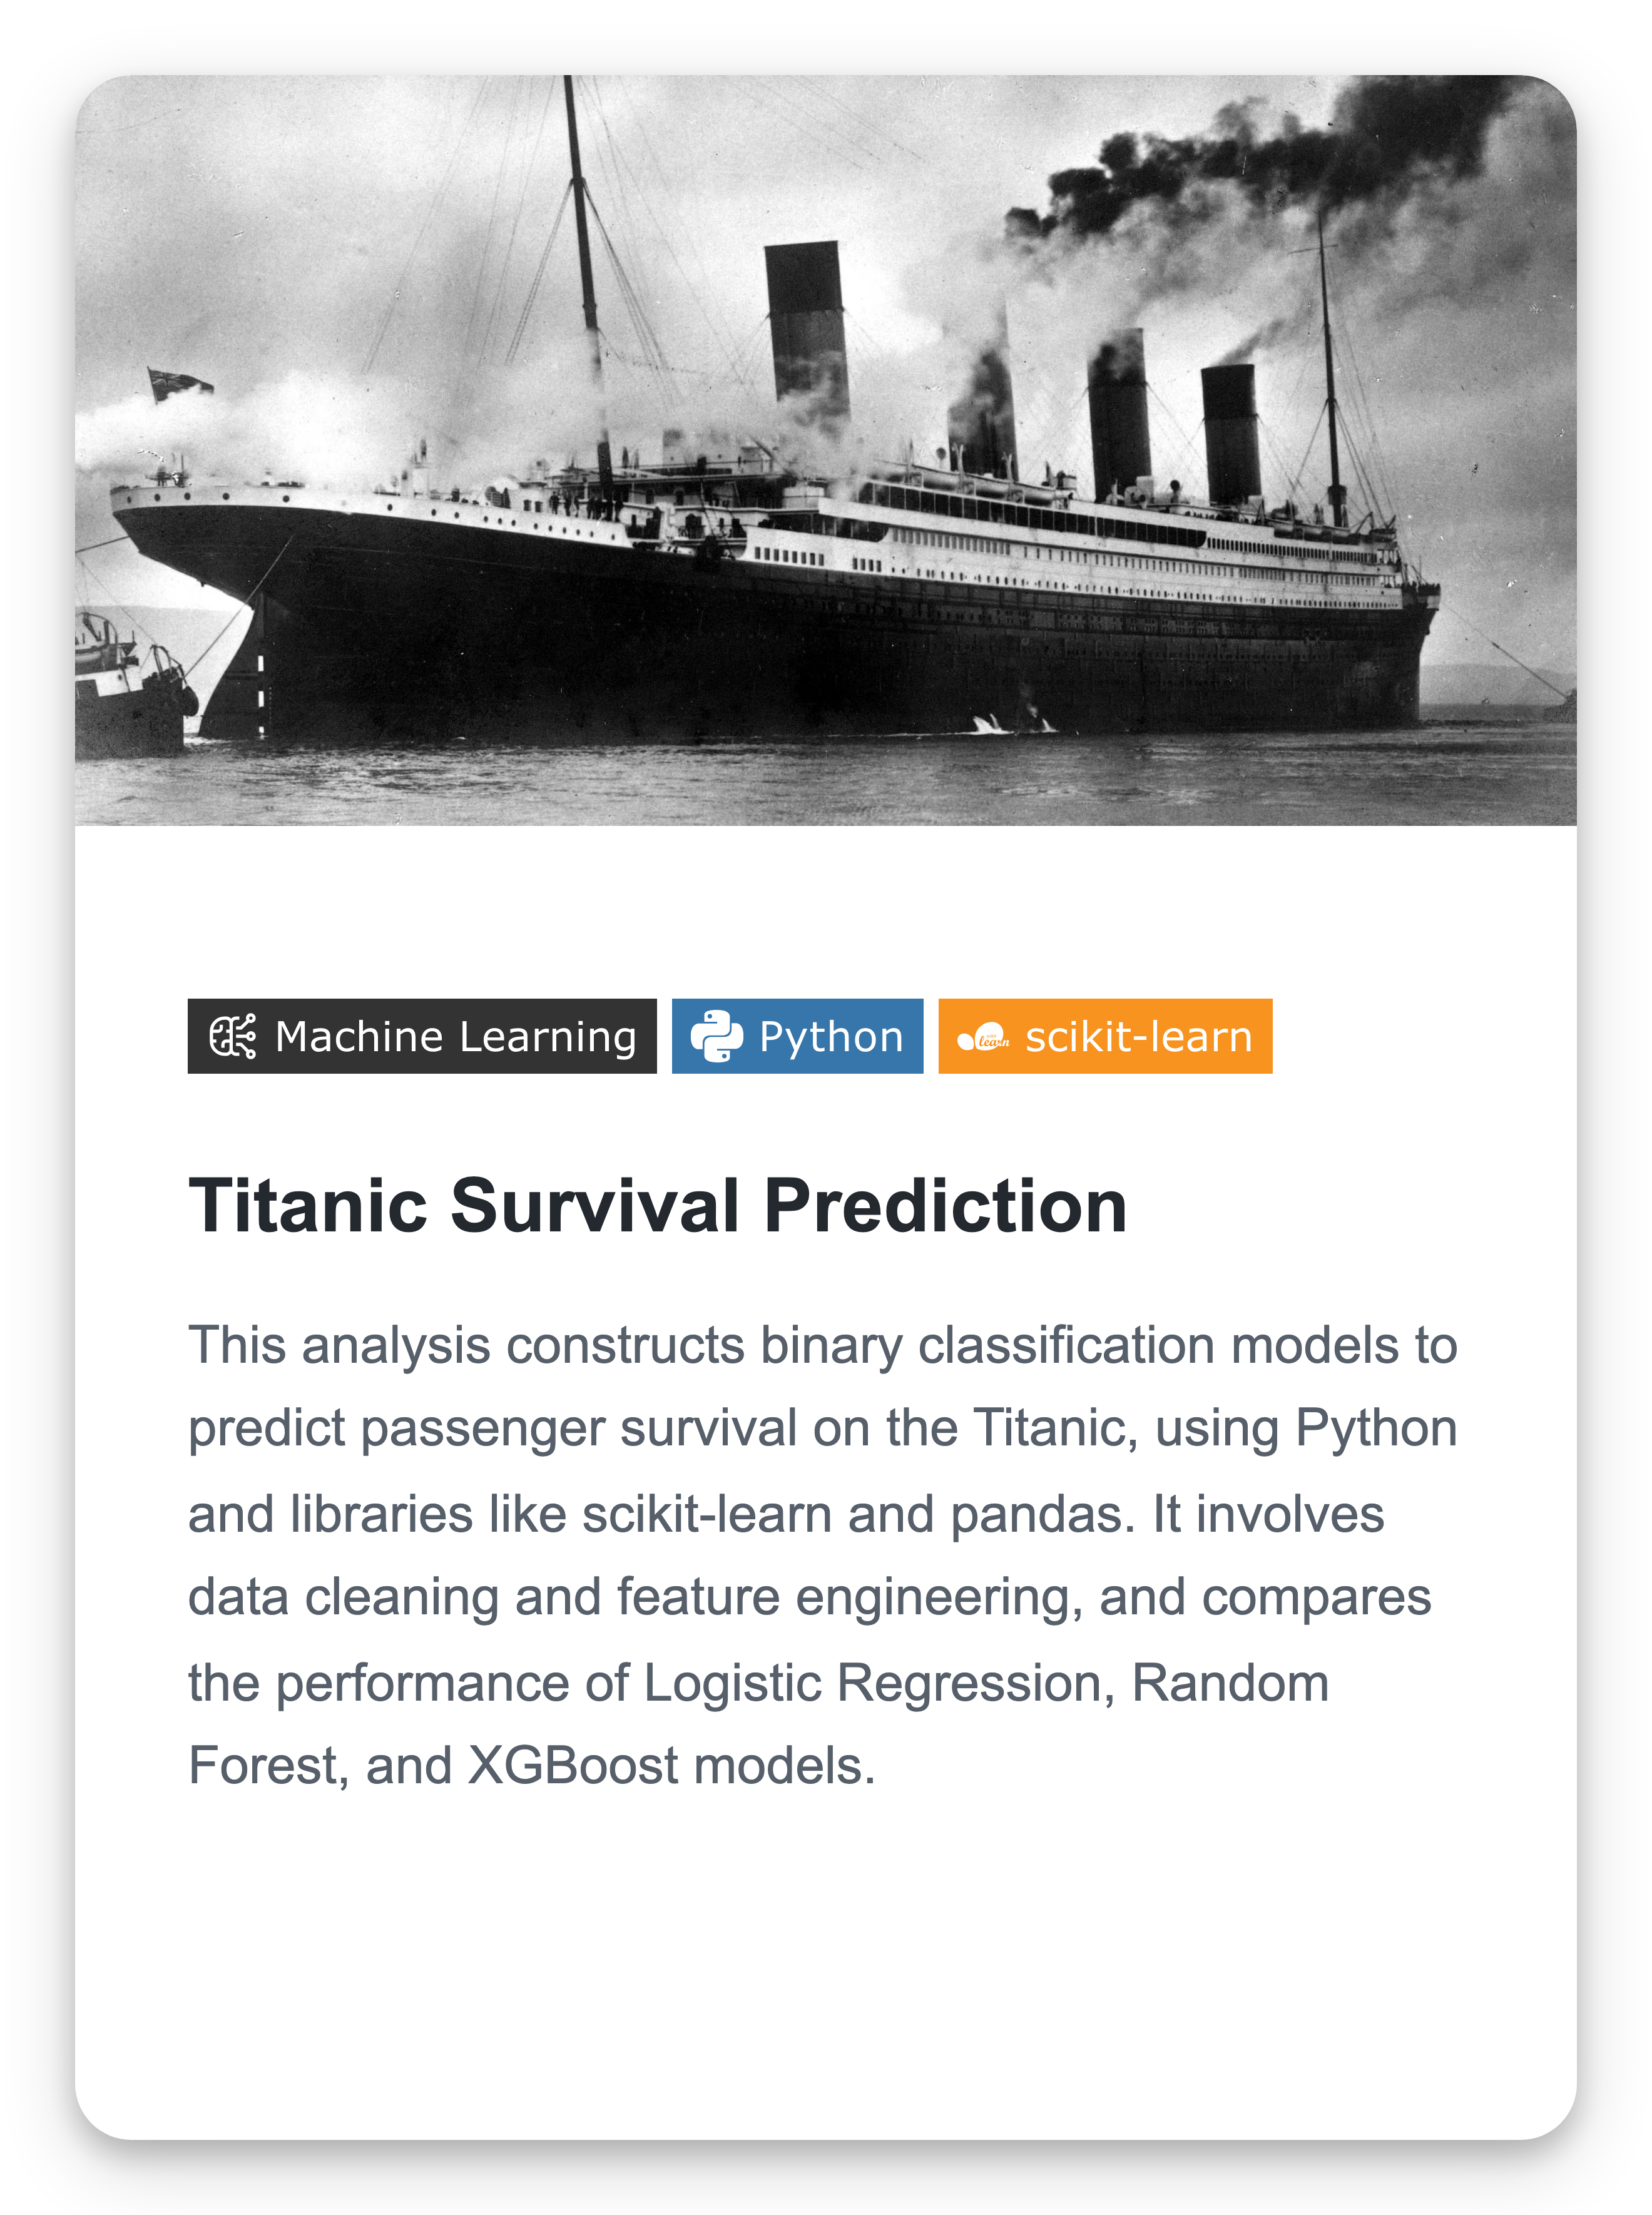 Machine Learning
Python
learn scikit-learn
Titanic Survival Prediction
This analysis constructs binary classification models to
predict passenger survival on the Titanic, using Python
and libraries like scikit-learn and pandas. It involves
data cleaning and feature engineering, and compares
the performance of Logistic Regression, Random
Forest, and XGBoost models.